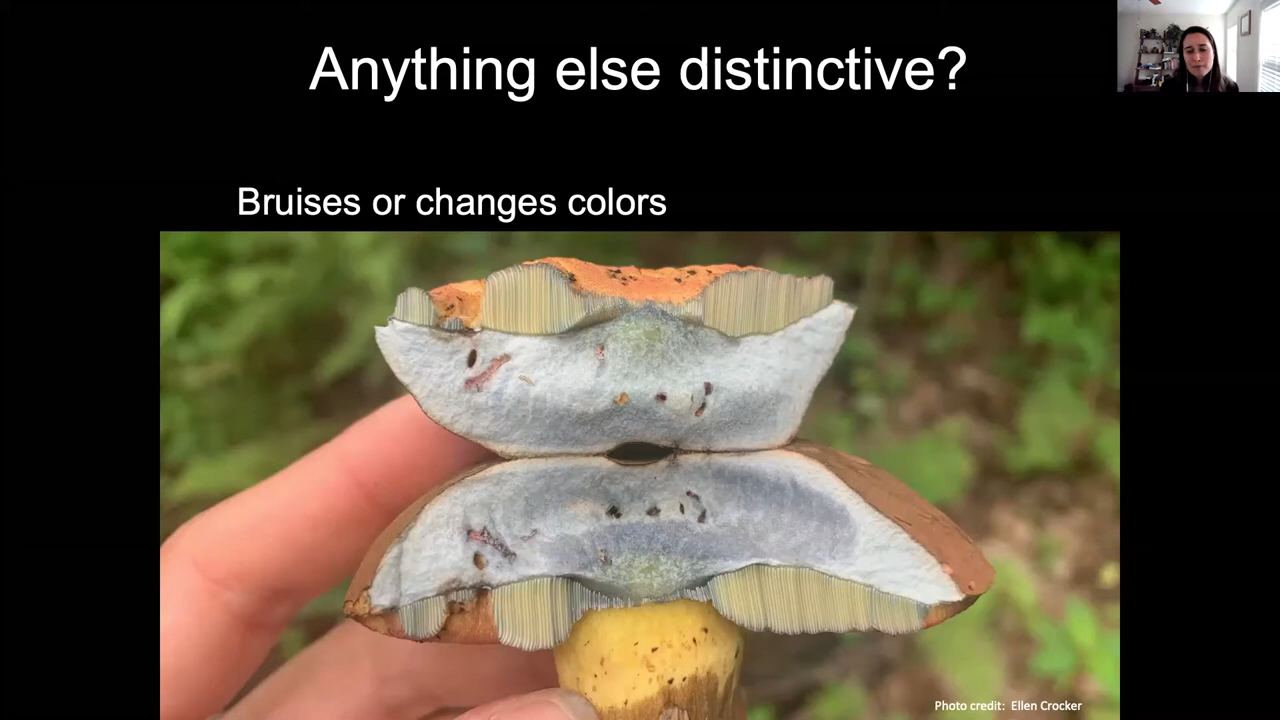 Anything else distinctive?
Bruises or changes colors
Photo credit: Ellen Crocker